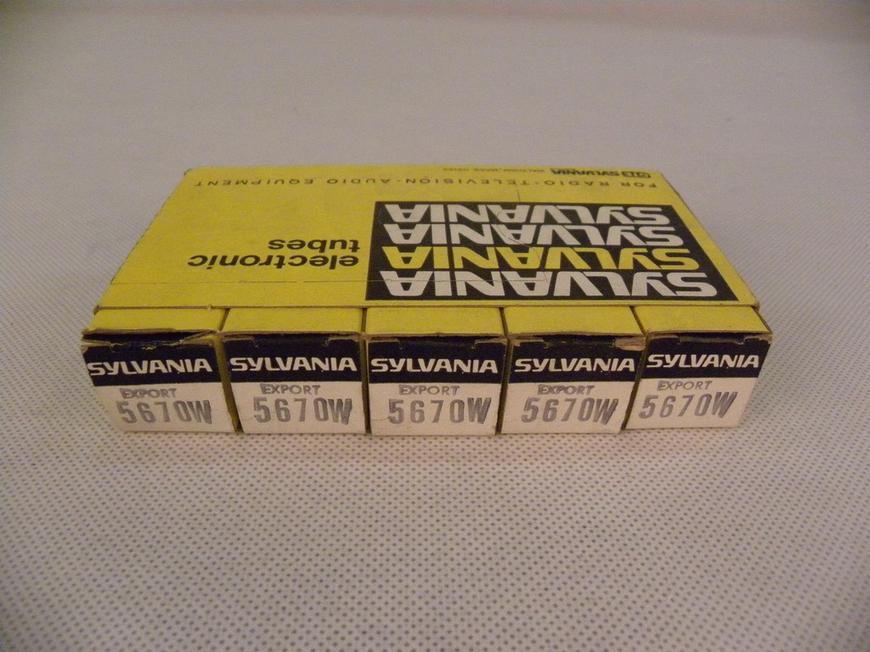 GTE SYLVANIA
FOR RADIO · TELEVISION · AUDIO EQUIPMENT
SYLVANIA
SYLVANIA
SYLVANIA
SYLVANIA
electronic
tubes
SYLVANIA
EXPORT
5670W
SYLVANIA
EXPORT
5670W
SYLVANIA
EXPORT
5670W
SYLVANIA
EXPORT
5670W
SYLVANIA
EXPORT
5670W